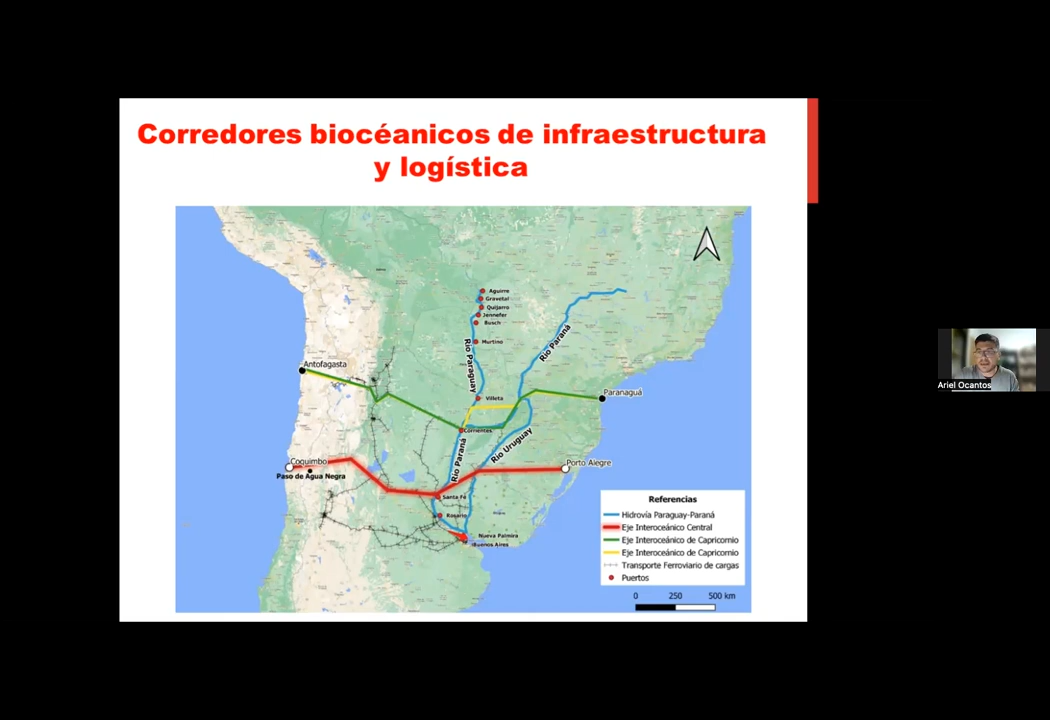 Corredores biocéanicos de infraestructura
y logística
Aguirre
Gravetal
Quijarro
Jennefer
Busch
Murtino
Río Paraná
Río Paraguay
Antofagasta
Villeta
Paranaguá
Corrientes
Río Uruguay
Río Paraná
Coquimbo
Paso de Agua Negra
Porto Alegre
Santa Fé
Rosario
Nueva Palmira
Buenos Aires
Referencias
Hidrovía Paraguay-Paraná
Eje Interoceánico Central
Eje Interoceánico de Capricornio
Eje Interoceánico de Capricornio
Transporte Ferroviario de cargas
Puertos
0 250 500 km
Ariel Ocantos